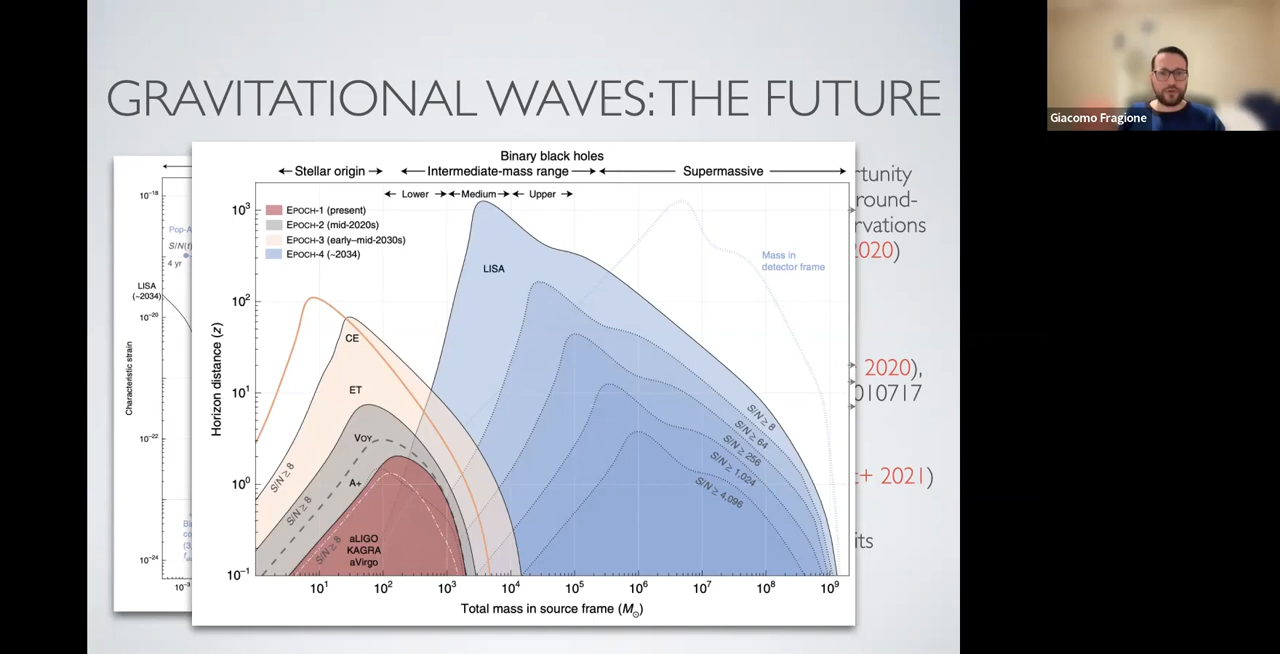 GRAVITATIONAL WAVES: THE FUTURE
Giacomo Fragione
Binary black holes
Stellar origin
Intermediate-mass range
Supermassive
Lower
Medium
Upper
EPOCH-1 (present)
EPOCH-2 (mid-2020s)
EPOCH-3 (early–mid-2030s)
EPOCH-4 (~2034)
LISA
Mass in
detector frame
CE
ET
VOY
A+
aLIGO
KAGRA
aVirgo
S/N ≥ 8
S/N ≥ 8
S/N ≥ 8
S/N ≥ 8
S/N ≥ 64
S/N ≥ 256
S/N ≥ 1,024
S/N ≥ 4,096
Horizon distance (z)
10³
10²
10¹
10⁰
10⁻¹
10¹
10²
10³
10⁴
10⁵
10⁶
10⁷
10⁸
10⁹
Total mass in source frame (M⊙)
10⁻¹⁸
Pop-A
S/N(t
4 yr
LISA
(~2034)
10⁻²⁰
Characteristic strain
10⁻²²
Bi
co
(3,
10⁻²⁴
rtunity
round-
rvations
2020)
2020),
010717
+ 2021)
its